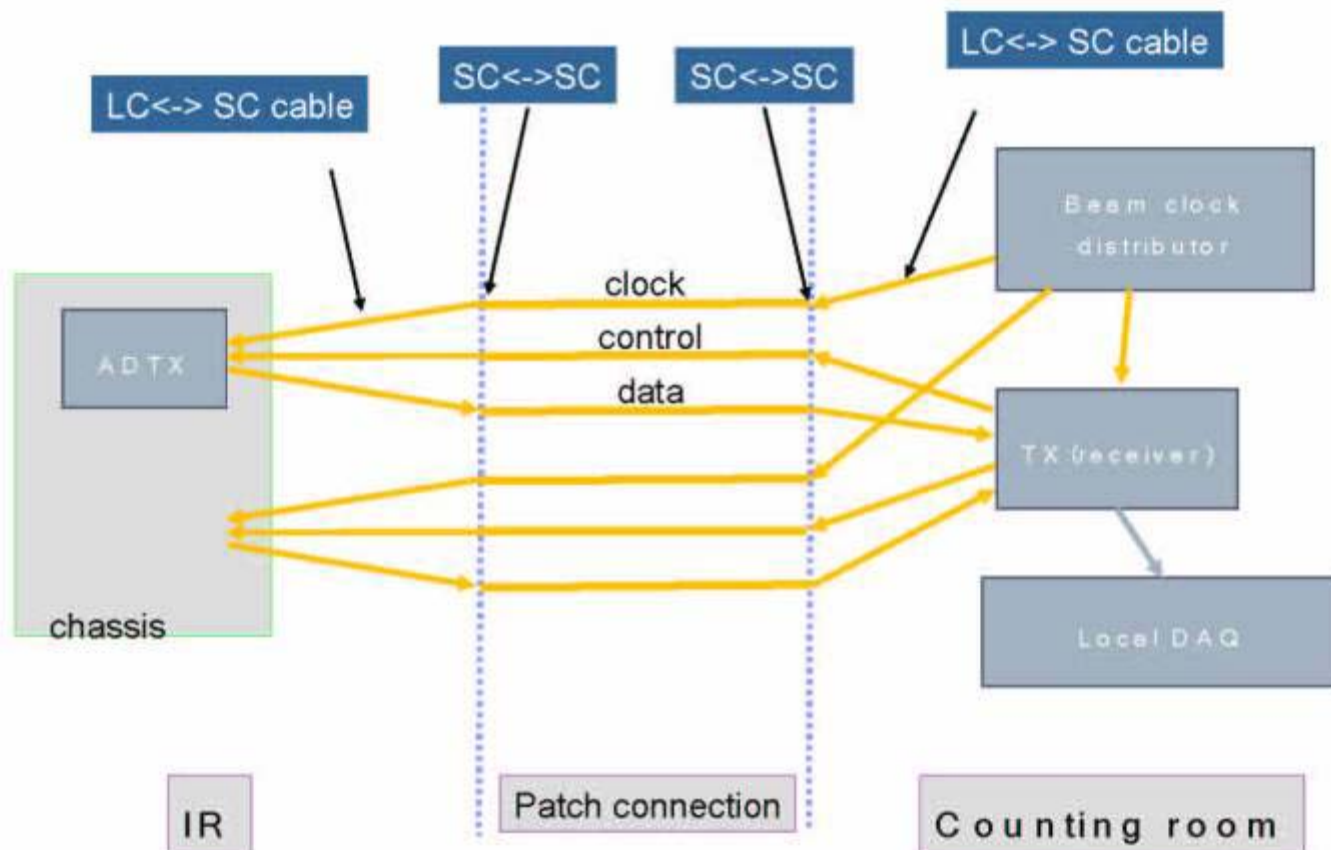 LC<-> SC cable
SC<->SC
SC<->SC
LC<-> SC cable
Beam clock
distributor
clock
control
data
ADTX
TX (receiver)
chassis
Local DAQ
IR
Patch connection
Counting room